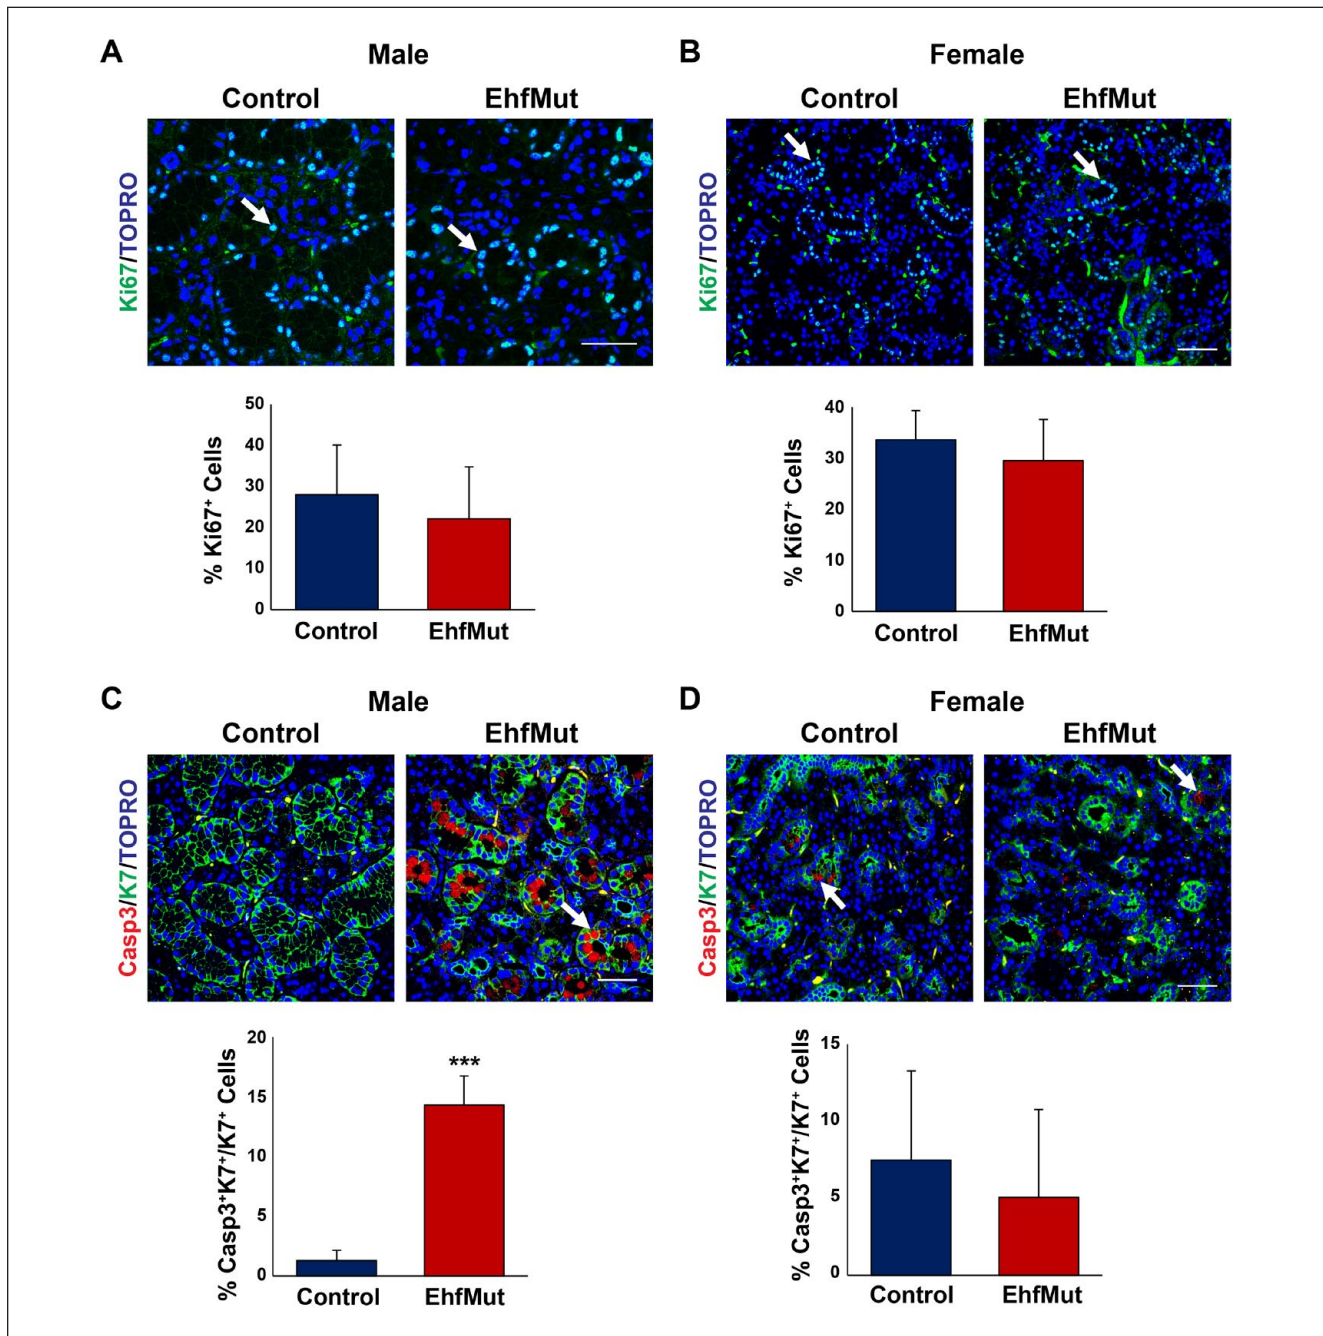 A
Male
Control
EhfMut
Ki67/TOPRO
50
40
30
20
10
0
% Ki67⁺ Cells
Control
EhfMut
B
Female
Control
EhfMut
Ki67/TOPRO
40
30
20
10
0
% Ki67⁺ Cells
Control
EhfMut
C
Male
Control
EhfMut
Casp3/K7/TOPRO
20
15
10
5
0
% Casp3⁺K7⁺/K7⁺ Cells
***
Control
EhfMut
D
Female
Control
EhfMut
Casp3/K7/TOPRO
15
10
5
0
% Casp3⁺K7⁺/K7⁺ Cells
Control
EhfMut